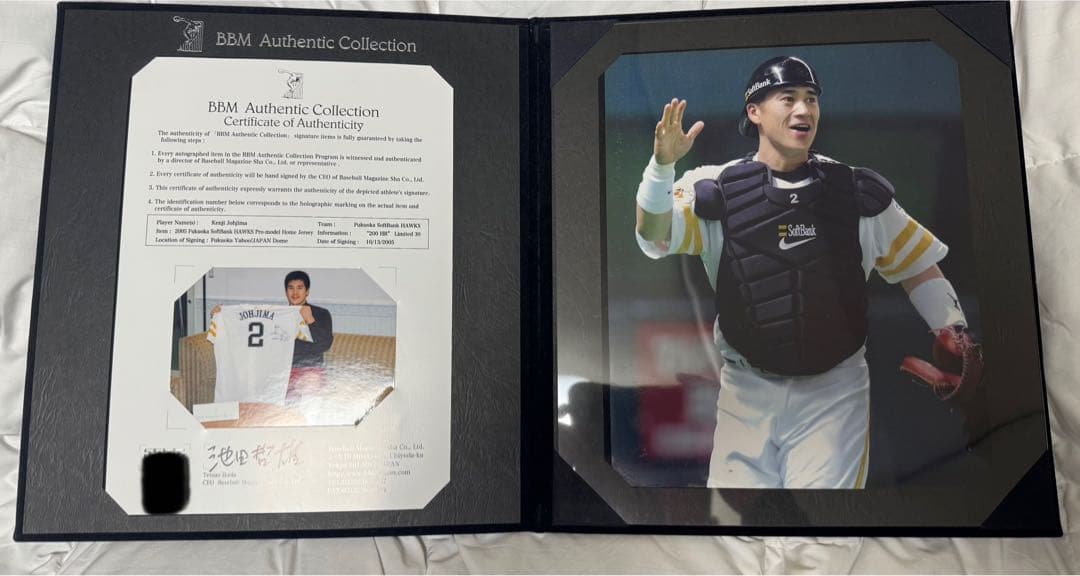 BBM Authentic Collection
BBM Authentic Collection
Certificate of Authenticity
The authenticity of 「BBM Authentic Collection」 signature items is fully guaranteed by taking the
following steps :
1. Every autographed item in the BBM Authentic Collection Program is witnessed and authenticated
by a director of Baseball Magazine Sha Co., Ltd. or representative.
2. Every certificate of authenticity will be hand signed by the CEO of Baseball Magazine Sha Co., Ltd.
3. This certificate of authenticity expressly warrants the authenticity of the depicted athlete's signature.
4. The identification number below corresponds to the holographic marking on the actual item and
certificate of authenticity.
Player Name(s) : Kenji Johjima Team : Fukuoka SoftBank HAWKS
Item : 2005 Fukuoka SoftBank HAWKS Pro-model Home Jersey Information : "200 HR" Limited 30
Location of Signing : Fukuoka Yahoo!JAPAN Dome Date of Signing : 10/13/2005
JOHJIMA
2
池田哲雄
CEO Baseball
Co., Ltd.
SoftBank
2
SoftBank